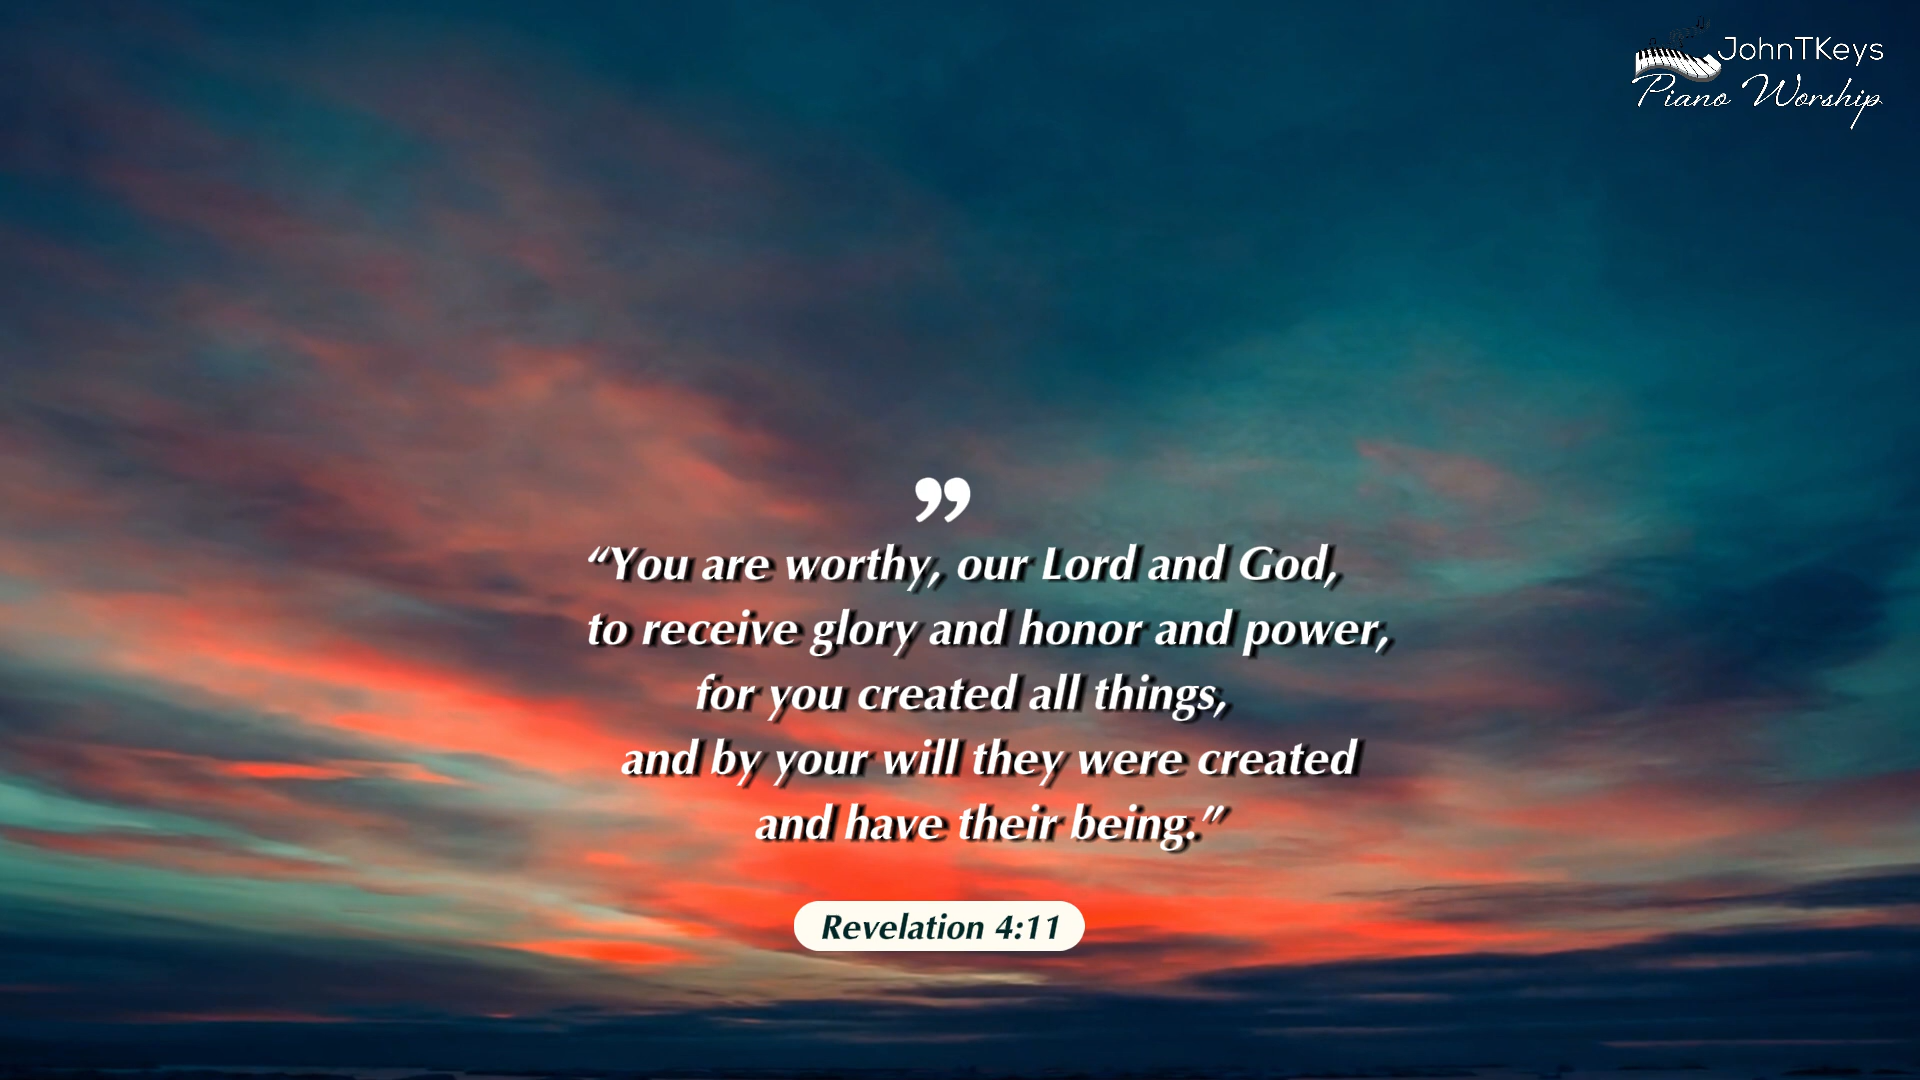 JohnTKeys
Piano Worship
”
“You are worthy, our Lord and God,
to receive glory and honor and power,
for you created all things,
and by your will they were created
and have their being.”
Revelation 4:11